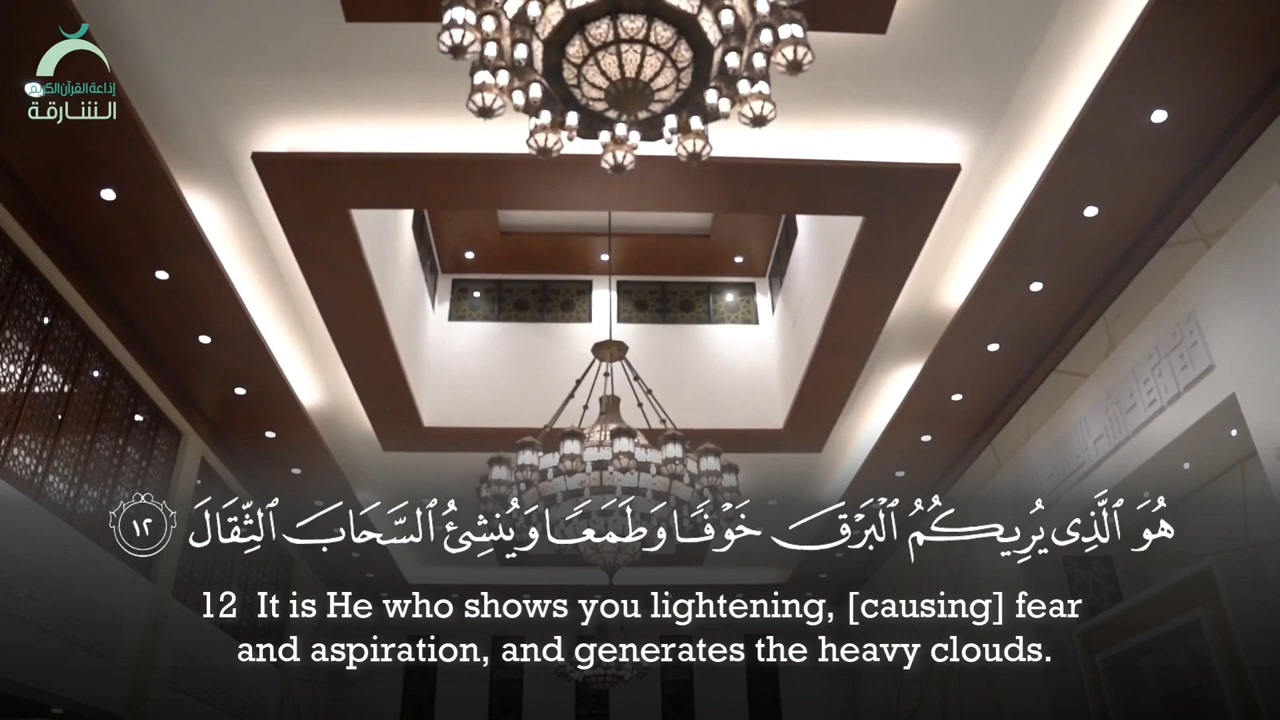 إذاعة القرآن الكريم
الشارقة
هُوَ ٱلَّذِى يُرِيكُمُ ٱلْبَرْقَ خَوْفًا وَطَمَعًا وَيُنشِئُ ٱلسَّحَابَ ٱلثِّقَالَ ١٢
12 It is He who shows you lightening, [causing] fear
and aspiration, and generates the heavy clouds.